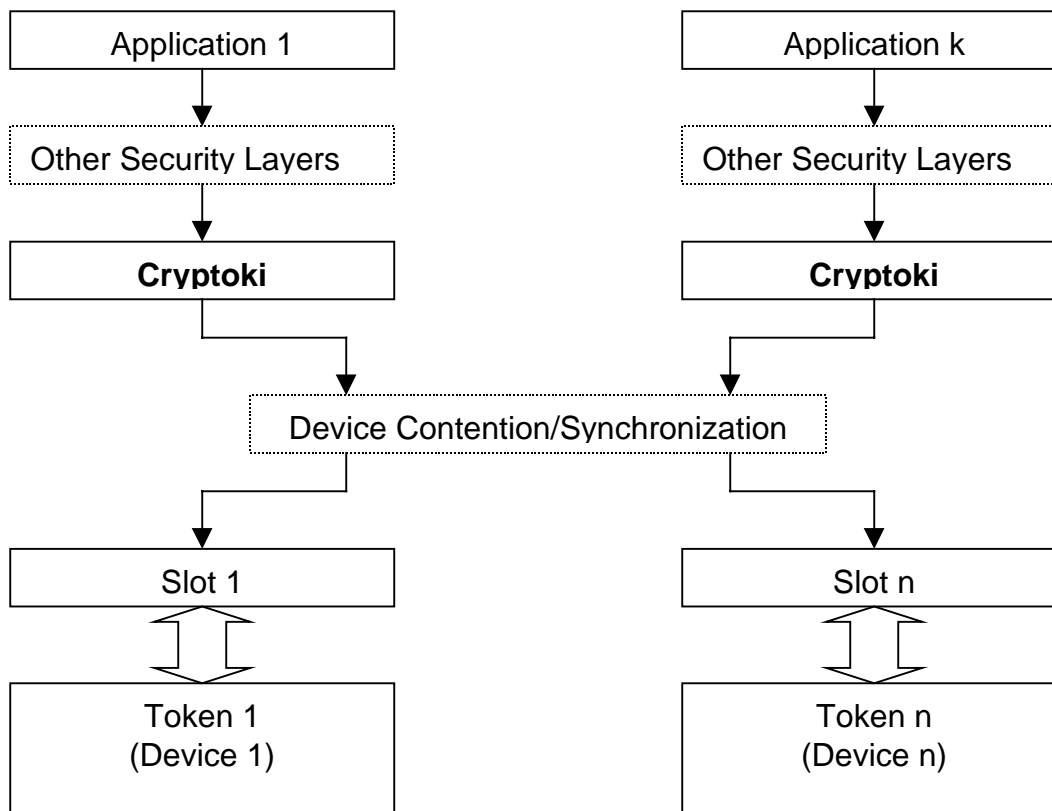 Application 1
Application k
Other Security Layers
Other Security Layers
Cryptoki
Cryptoki
Device Contention/Synchronization
Slot 1
Slot n
Token 1
(Device 1)
Token n
(Device n)